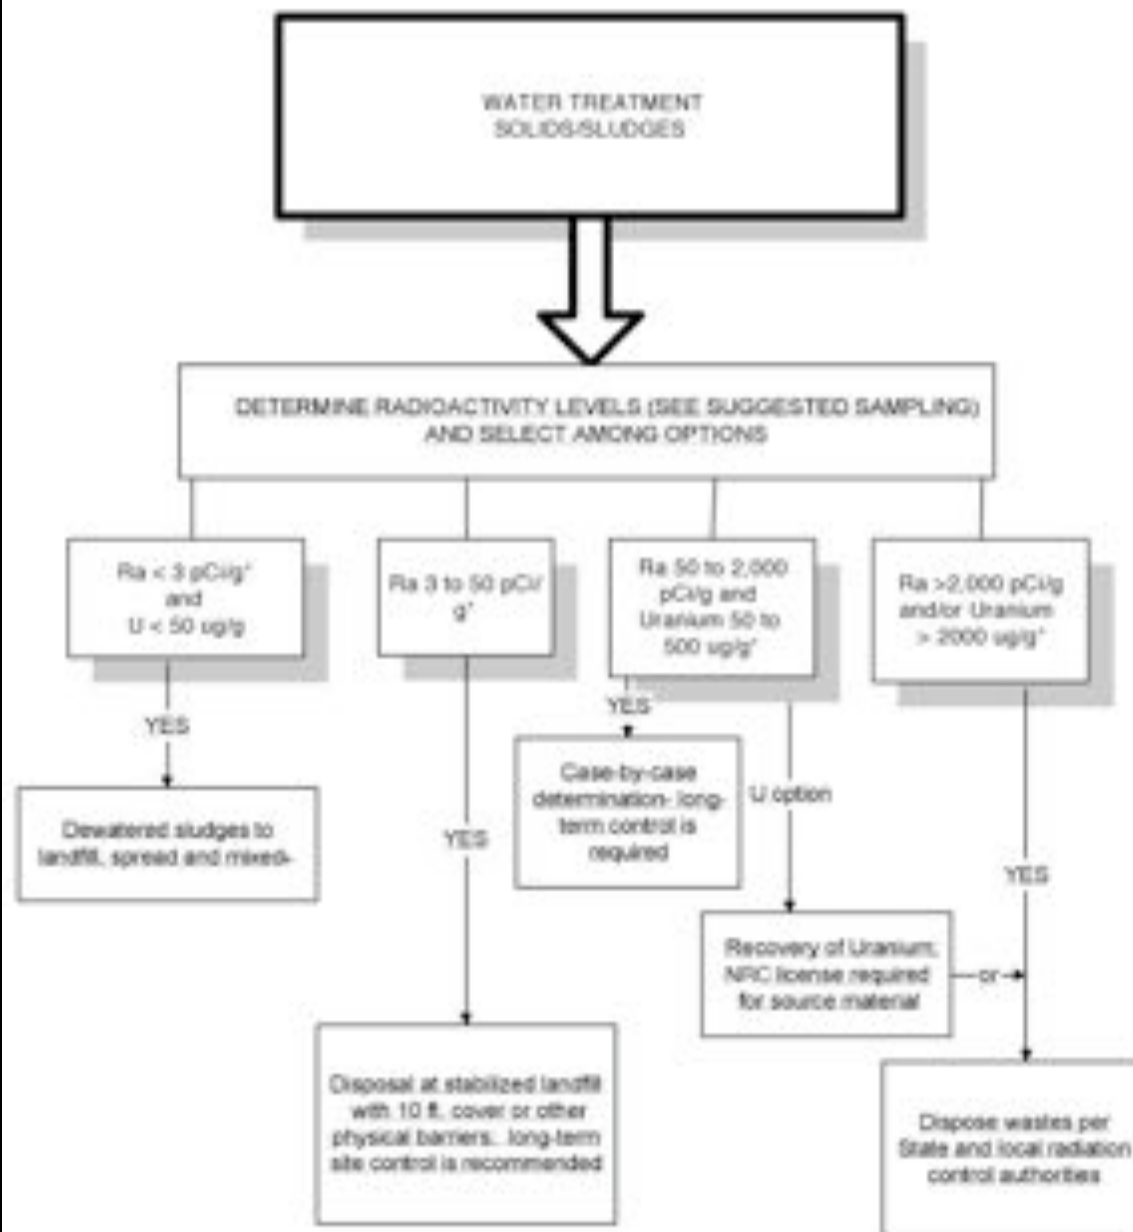 WATER TREATMENT
SOLIDS/SLUDGES
DETERMINE RADIOACTIVITY LEVELS (SEE SUGGESTED SAMPLING)
AND SELECT AMONG OPTIONS
Ra < 3 pCi/g*
and
U < 50 ug/g
Ra 3 to 50 pCi/
g*
Ra 50 to 2,000
pCi/g and
Uranium 50 to
500 ug/g*
Ra >2,000 pCi/g
and/or Uranium
> 2000 ug/g*
YES
YES
Case-by-case
determination- long-
term control is
required
U option
Dewatered sludges to
landfill, spread and mixed-
YES
YES
Recovery of Uranium;
NRC license required
for source material
or
Disposal at stabilized landfill
with 10 ft. cover or other
physical barriers, long-term
site control is recommended
Dispose wastes per
State and local radiation
control authorities